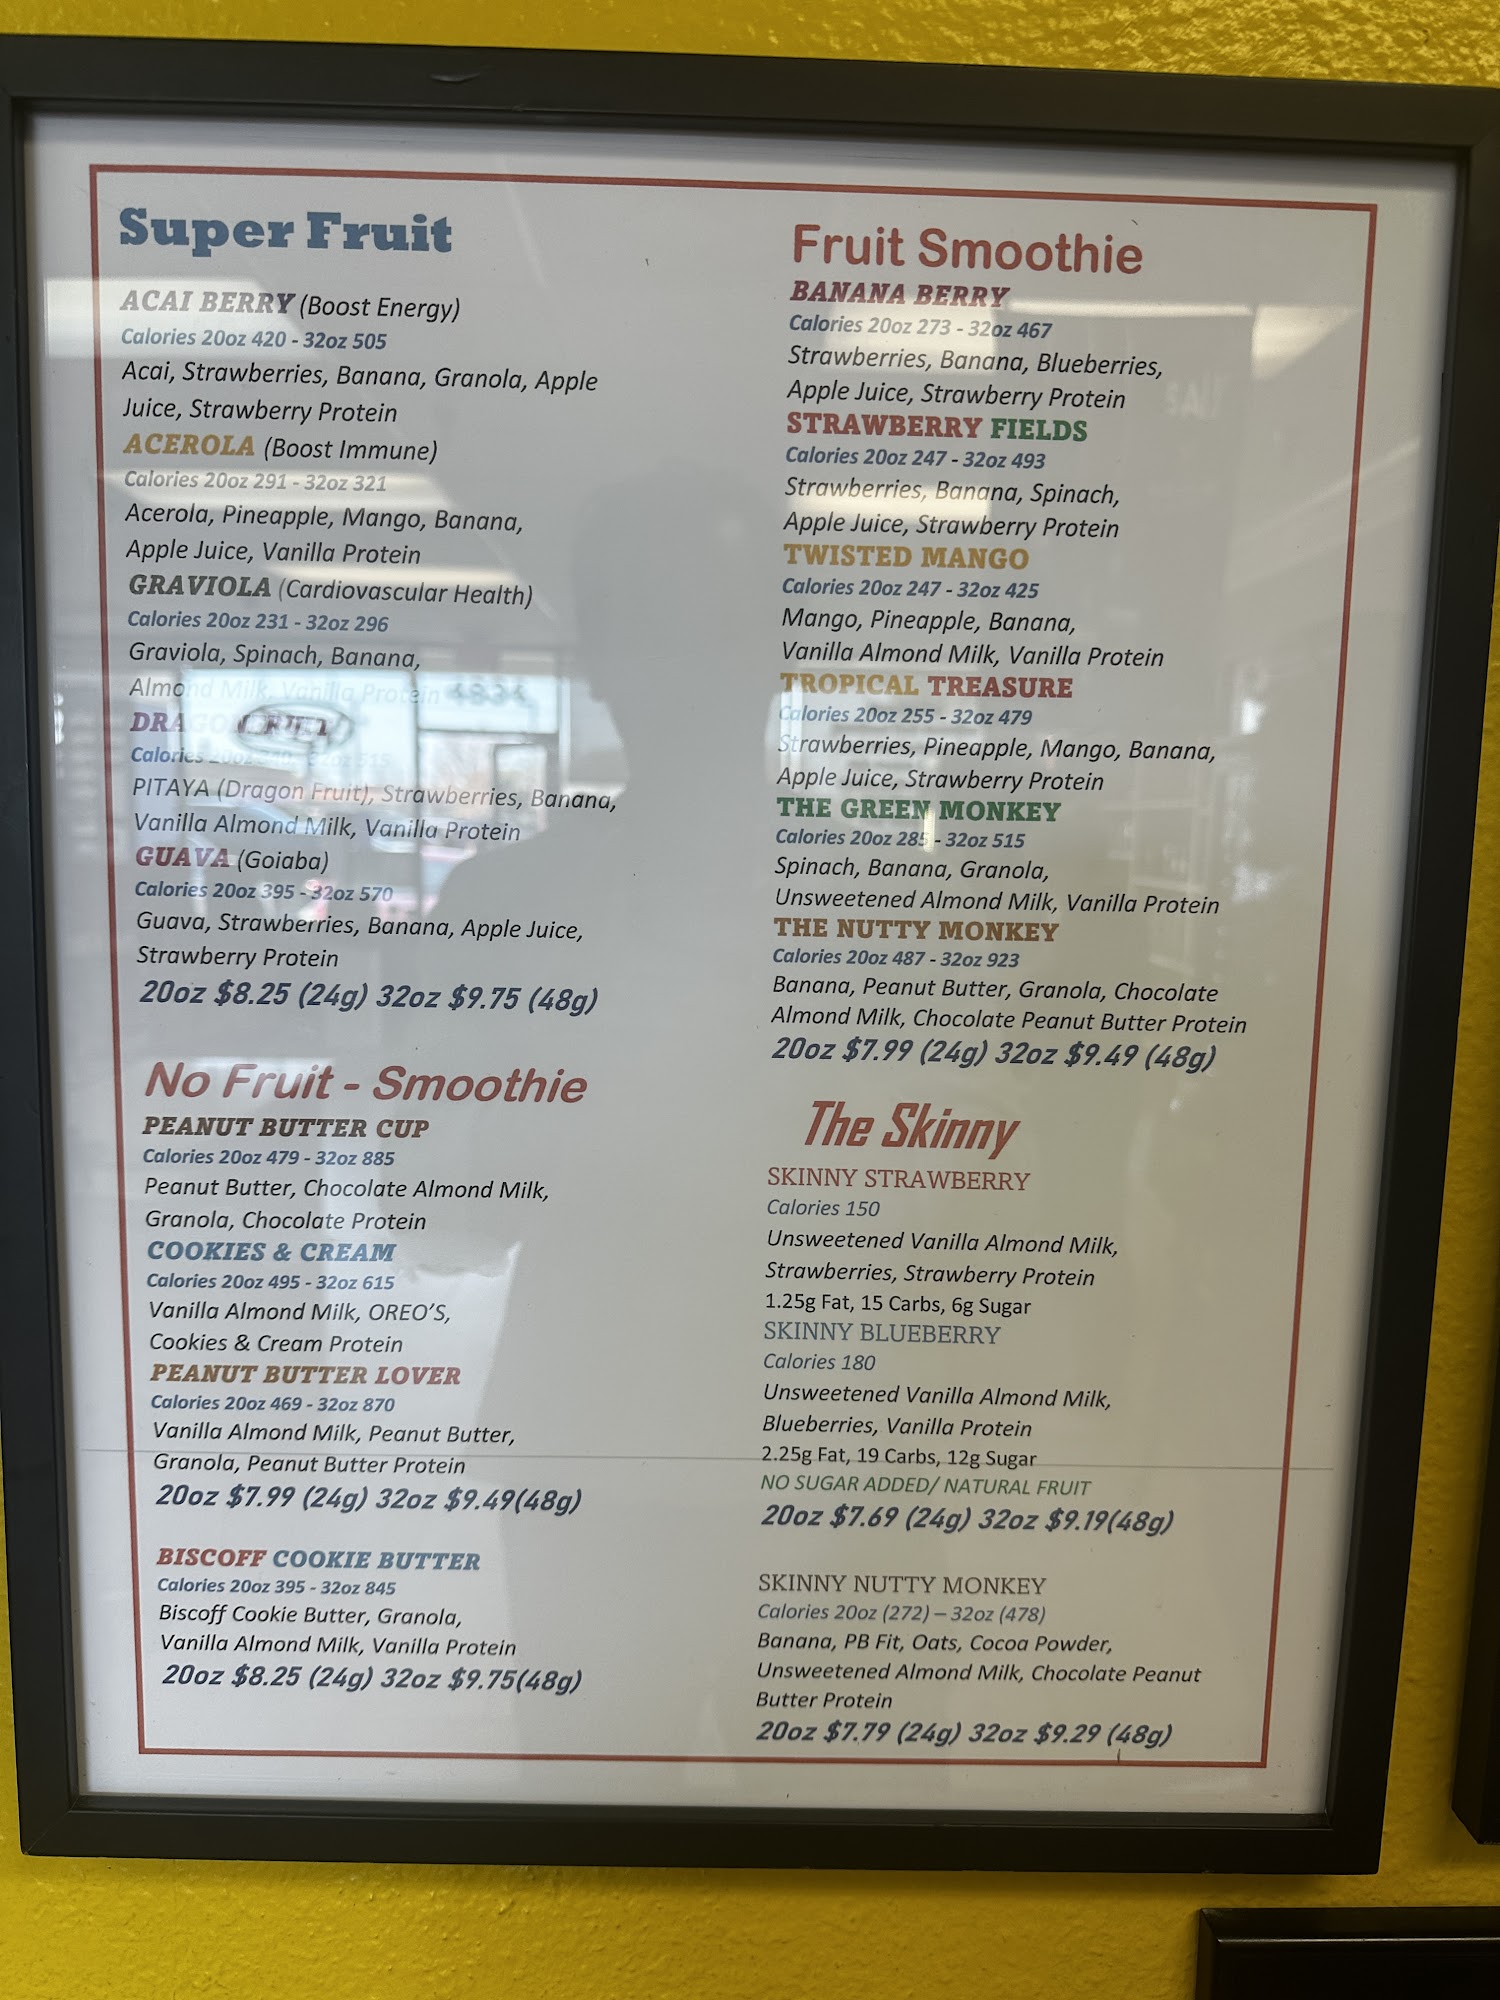 Super Fruit
ACAI BERRY (Boost Energy)
Calories 20oz 420 - 32oz 505
Acai, Strawberries, Banana, Granola, Apple
Juice, Strawberry Protein
ACEROLA (Boost Immune)
Calories 20oz 291 - 32oz 321
Acerola, Pineapple, Mango, Banana,
Apple Juice, Vanilla Protein
GRAVIOLA (Cardiovascular Health)
Calories 20oz 231 - 32oz 296
Graviola, Spinach, Banana,
Almond Milk, Vanilla Protein
DRAGON FRUIT
Calories 32oz 515
PITAYA (Dragon Fruit), Strawberries, Banana,
Vanilla Almond Milk, Vanilla Protein
GUAVA (Goiaba)
Calories 20oz 395 - 32oz 570
Guava, Strawberries, Banana, Apple Juice,
Strawberry Protein
20oz $8.25 (24g) 32oz $9.75 (48g)
No Fruit - Smoothie
PEANUT BUTTER CUP
Calories 20oz 479 - 32oz 885
Peanut Butter, Chocolate Almond Milk,
Granola, Chocolate Protein
COOKIES & CREAM
Calories 20oz 495 - 32oz 615
Vanilla Almond Milk, OREO'S,
Cookies & Cream Protein
PEANUT BUTTER LOVER
Calories 20oz 469 - 32oz 870
Vanilla Almond Milk, Peanut Butter,
Granola, Peanut Butter Protein
20oz $7.99 (24g) 32oz $9.49(48g)
BISCOFF COOKIE BUTTER
Calories 20oz 395 - 32oz 845
Biscoff Cookie Butter, Granola,
Vanilla Almond Milk, Vanilla Protein
20oz $8.25 (24g) 32oz $9.75(48g)
Fruit Smoothie
BANANA BERRY
Calories 20oz 273 - 32oz 467
Strawberries, Banana, Blueberries,
Apple Juice, Strawberry Protein
STRAWBERRY FIELDS
Calories 20oz 247 - 32oz 493
Strawberries, Banana, Spinach,
Apple Juice, Strawberry Protein
TWISTED MANGO
Calories 20oz 247 - 32oz 425
Mango, Pineapple, Banana,
Vanilla Almond Milk, Vanilla Protein
TROPICAL TREASURE
Calories 20oz 255 - 32oz 479
Strawberries, Pineapple, Mango, Banana,
Apple Juice, Strawberry Protein
THE GREEN MONKEY
Calories 20oz 285 - 32oz 515
Spinach, Banana, Granola,
Unsweetened Almond Milk, Vanilla Protein
THE NUTTY MONKEY
Calories 20oz 487 - 32oz 923
Banana, Peanut Butter, Granola, Chocolate
Almond Milk, Chocolate Peanut Butter Protein
20oz $7.99 (24g) 32oz $9.49 (48g)
The Skinny
SKINNY STRAWBERRY
Calories 150
Unsweetened Vanilla Almond Milk,
Strawberries, Strawberry Protein
1.25g Fat, 15 Carbs, 6g Sugar
SKINNY BLUEBERRY
Calories 180
Unsweetened Vanilla Almond Milk,
Blueberries, Vanilla Protein
2.25g Fat, 19 Carbs, 12g Sugar
NO SUGAR ADDED/ NATURAL FRUIT
20oz $7.69 (24g) 32oz $9.19(48g)
SKINNY NUTTY MONKEY
Calories 20oz (272) – 32oz (478)
Banana, PB Fit, Oats, Cocoa Powder,
Unsweetened Almond Milk, Chocolate Peanut
Butter Protein
20oz $7.79 (24g) 32oz $9.29 (48g)